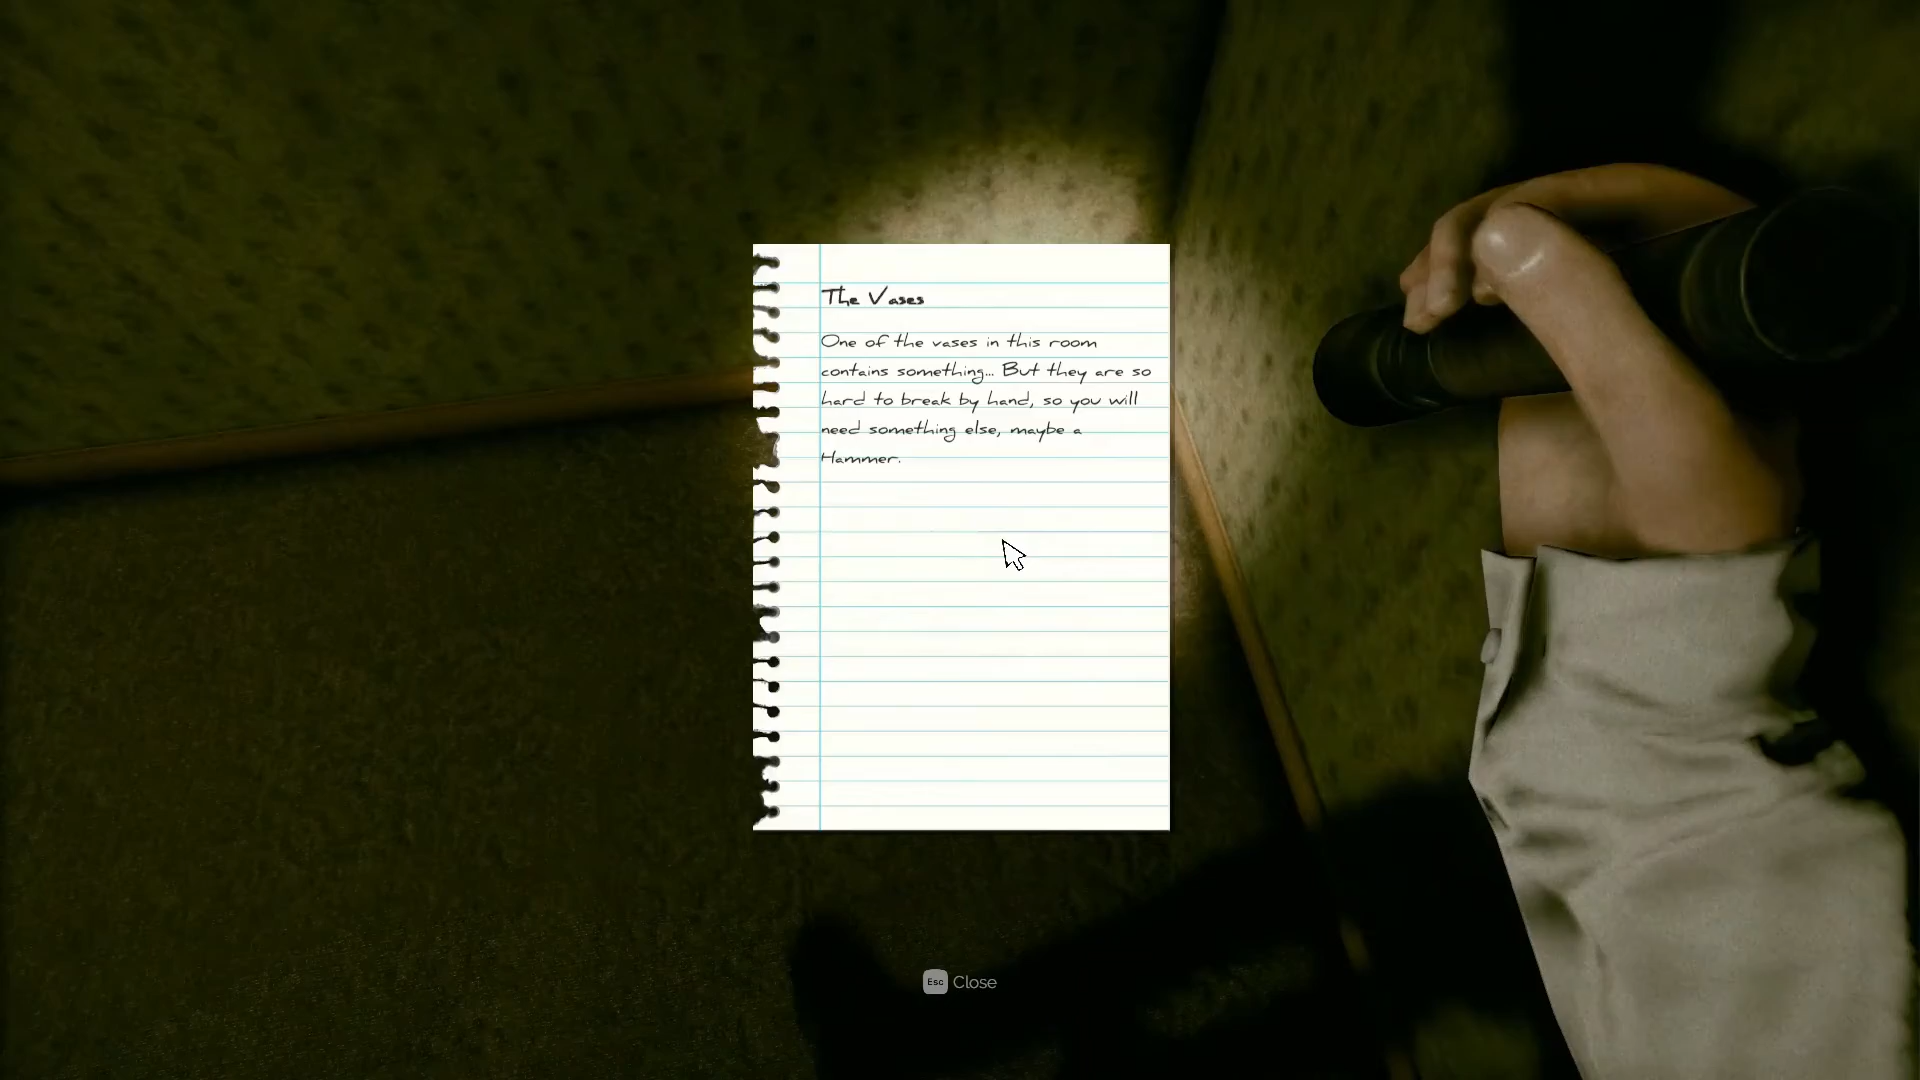 The Vases
One of the vases in this room
contains something... But they are so
hard to break by hand, so you will
need something else, maybe a
Hammer.
Esc Close